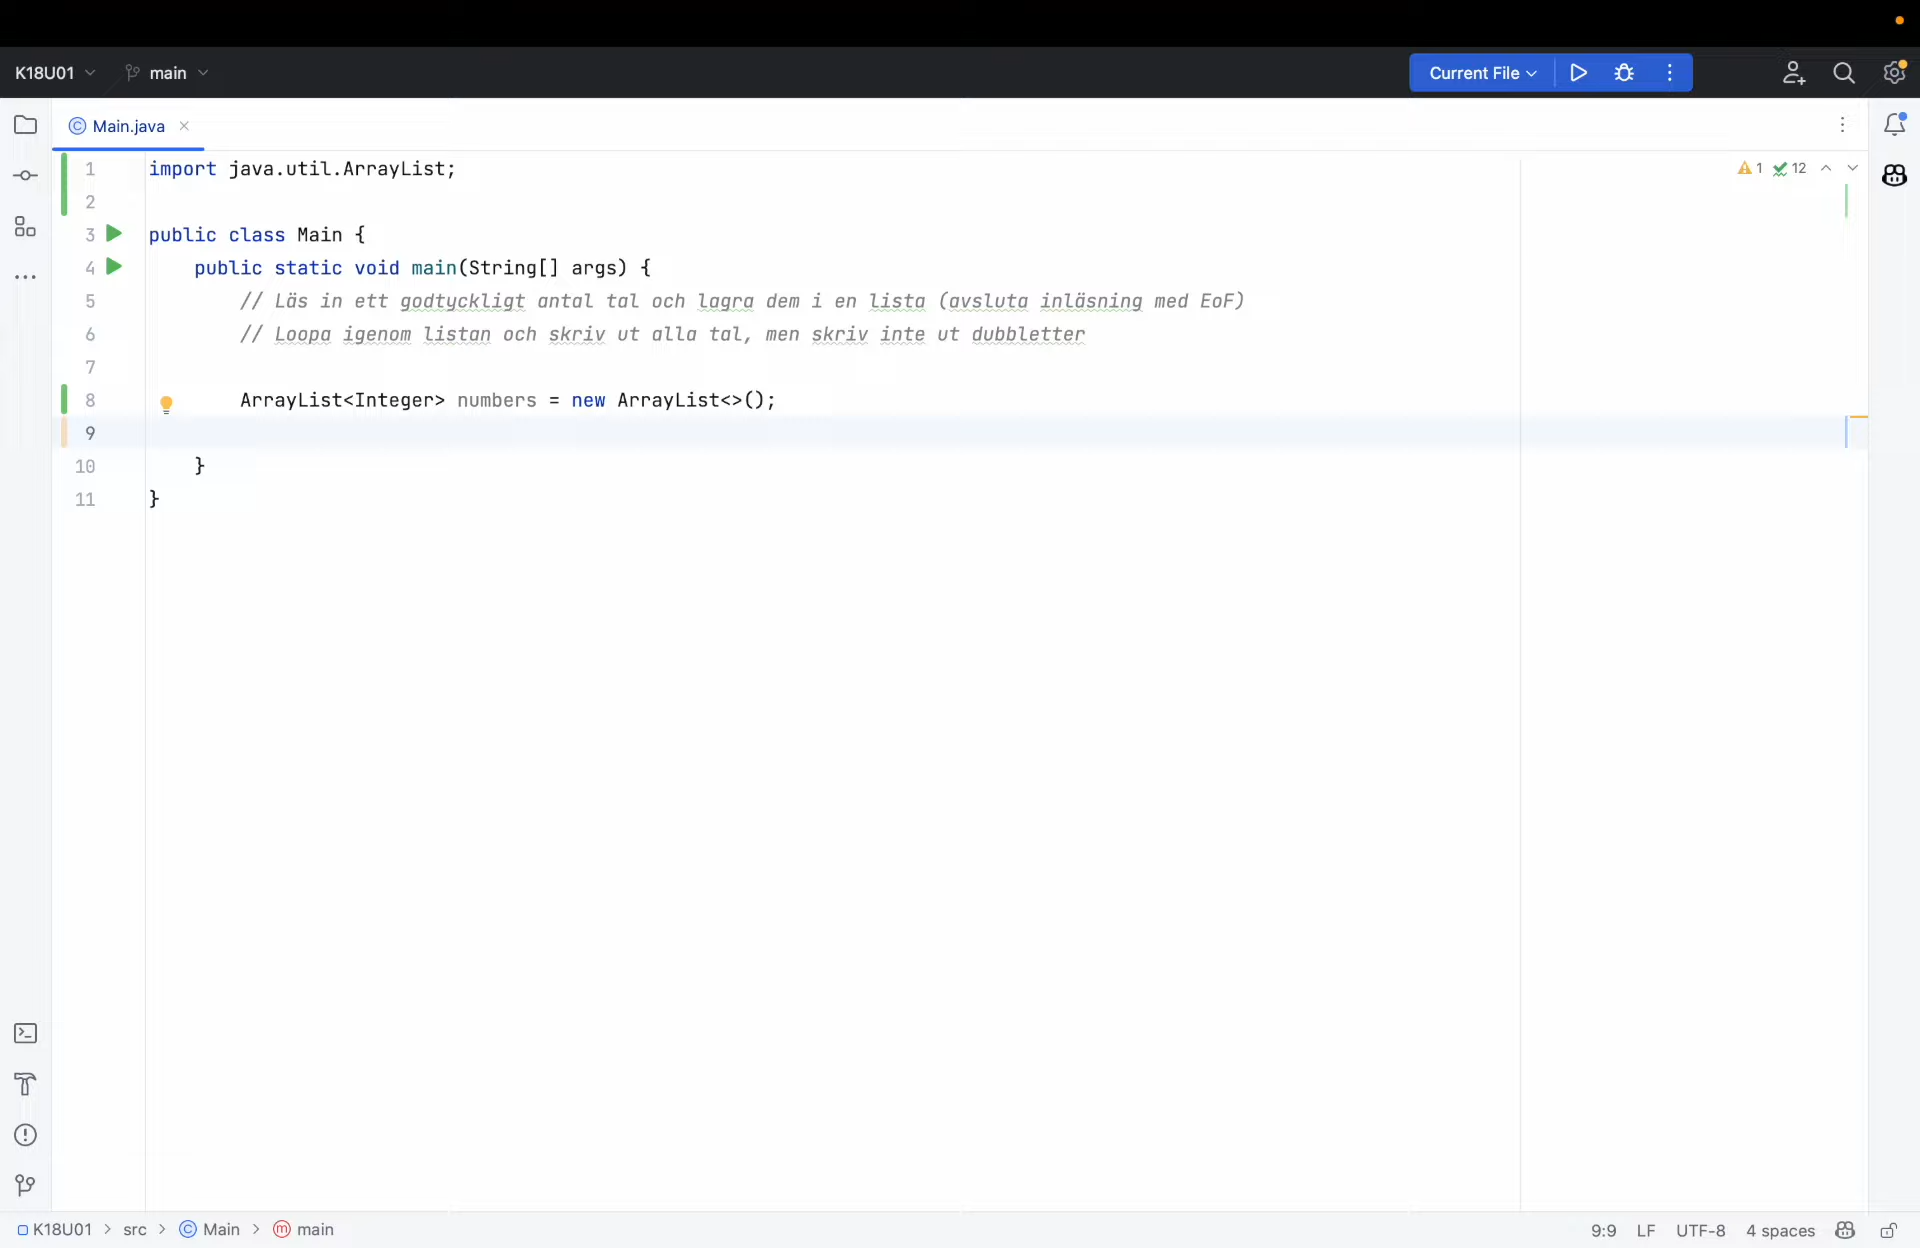 K18U01 main Current File
Main.java
1 import java.util.ArrayList; 1 12
2
3 public class Main {
4 public static void main(String[] args) {
5 // Läs in ett godtyckligt antal tal och lagra dem i en lista (avsluta inläsning med EoF)
6 // Loopa igenom listan och skriv ut alla tal, men skriv inte ut dubbletter
7
8 ArrayList<Integer> numbers = new ArrayList<>();
9
10 }
11 }
K18U01 > src > Main > main 9:9 LF UTF-8 4 spaces